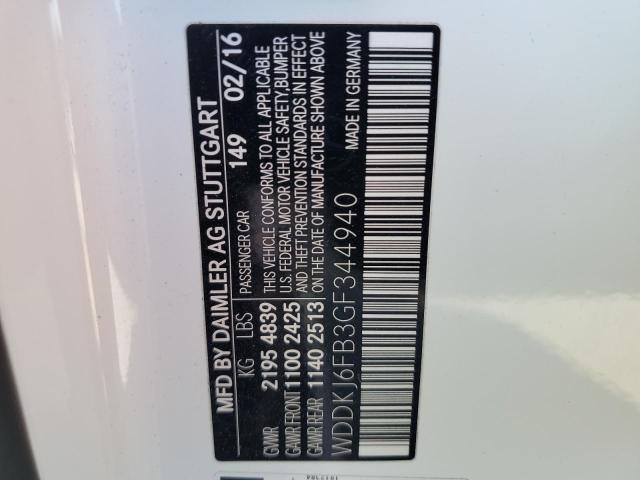 MFD BY DAIMLER AG STUTTGART
149 02/16
KG LBS PASSENGER CAR
GVWR 2195 4839 THIS VEHICLE CONFORMS TO ALL APPLICABLE
GAWR FRONT 1100 2425 U.S. FEDERAL MOTOR VEHICLE SAFETY,BUMPER
AND THEFT PREVENTION STANDARDS IN EFFECT
GAWR REAR 1140 2513 ON THE DATE OF MANUFACTURE SHOWN ABOVE
WDDKJ6FB3GF344940 MADE IN GERMANY